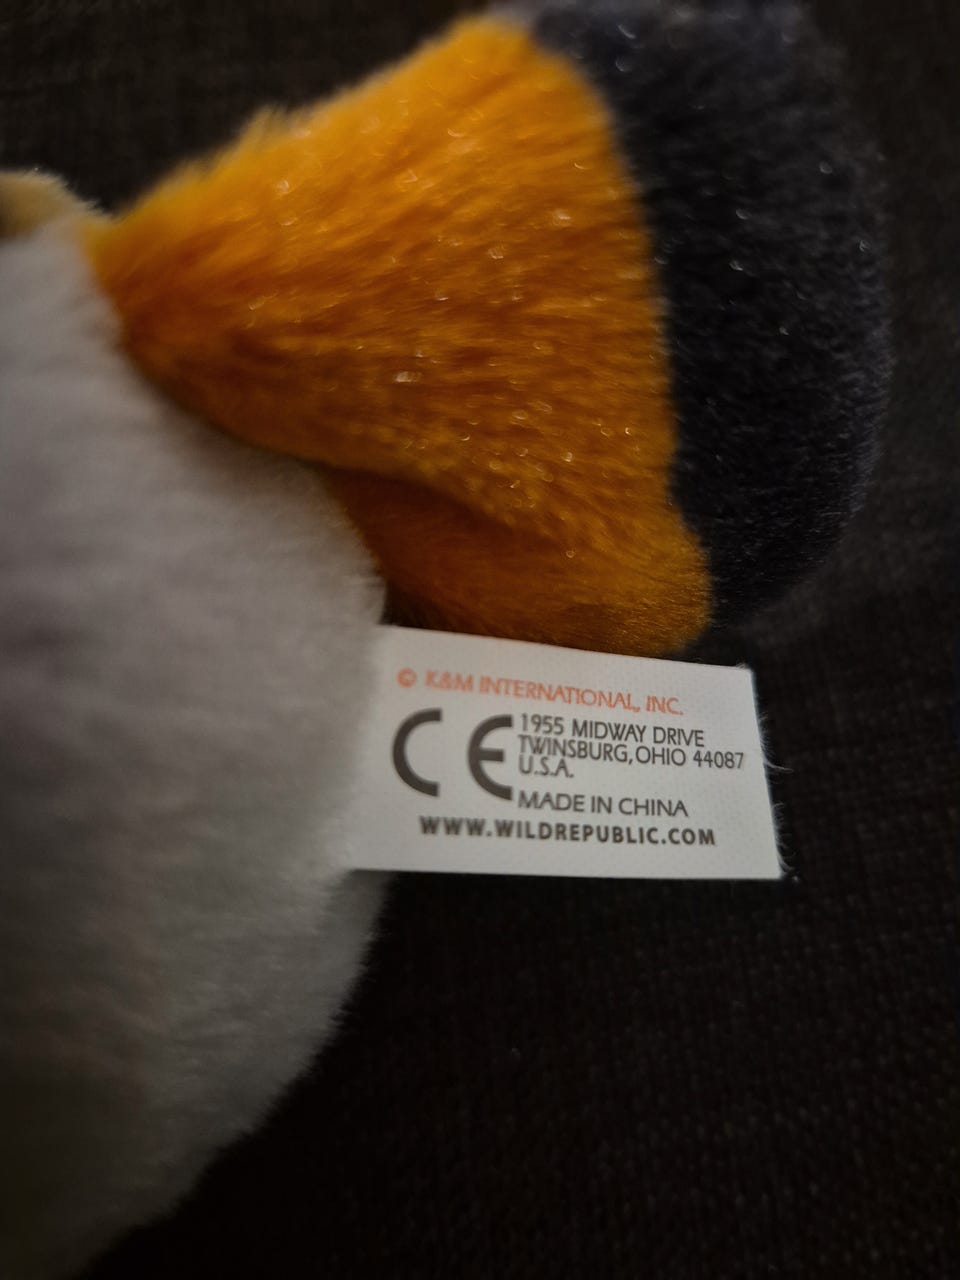 © K&M INTERNATIONAL, INC.
CE
1955 MIDWAY DRIVE
TWINSBURG, OHIO 44087
U.S.A.
MADE IN CHINA
WWW.WILDREPUBLIC.COM